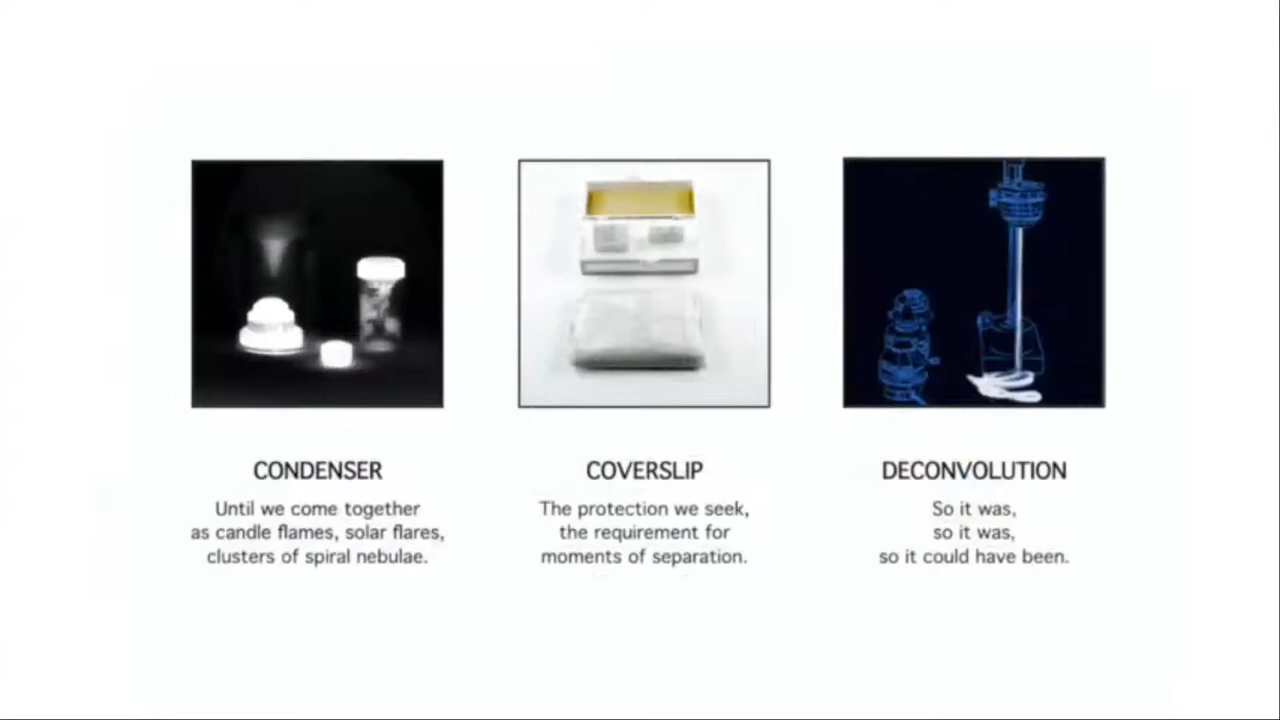 CONDENSER
Until we come together
as candle flames, solar flares,
clusters of spiral nebulae.
COVERSLIP
The protection we seek,
the requirement for
moments of separation.
DECONVOLUTION
So it was,
so it was,
so it could have been.